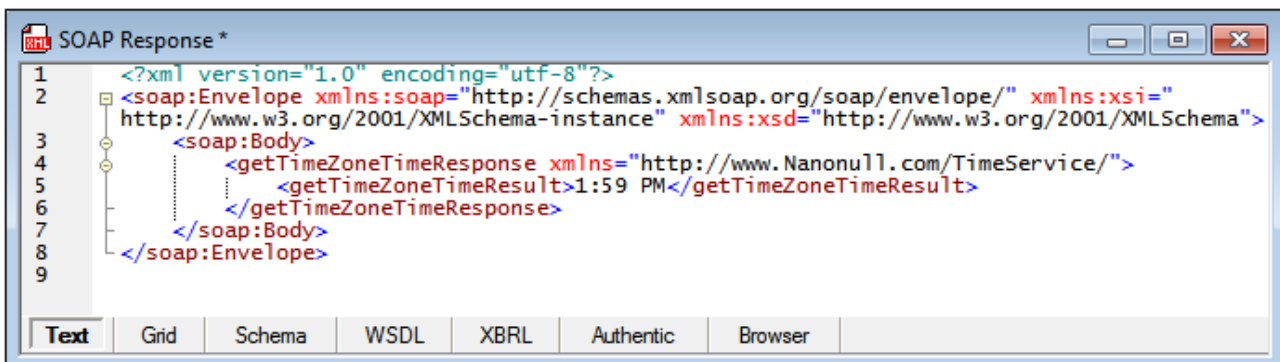 SOAP Response *
1 <?xml version="1.0" encoding="utf-8"?>
2 <soap:Envelope xmlns:soap="http://schemas.xmlsoap.org/soap/envelope/" xmlns:xsi="
http://www.w3.org/2001/XMLSchema-instance" xmlns:xsd="http://www.w3.org/2001/XMLSchema">
3 <soap:Body>
4 <getTimeZoneTimeResponse xmlns="http://www.Nanonull.com/TimeService/">
5 <getTimeZoneTimeResult>1:59 PM</getTimeZoneTimeResult>
6 </getTimeZoneTimeResponse>
7 </soap:Body>
8 </soap:Envelope>
9
Text Grid Schema WSDL XBRL Authentic Browser